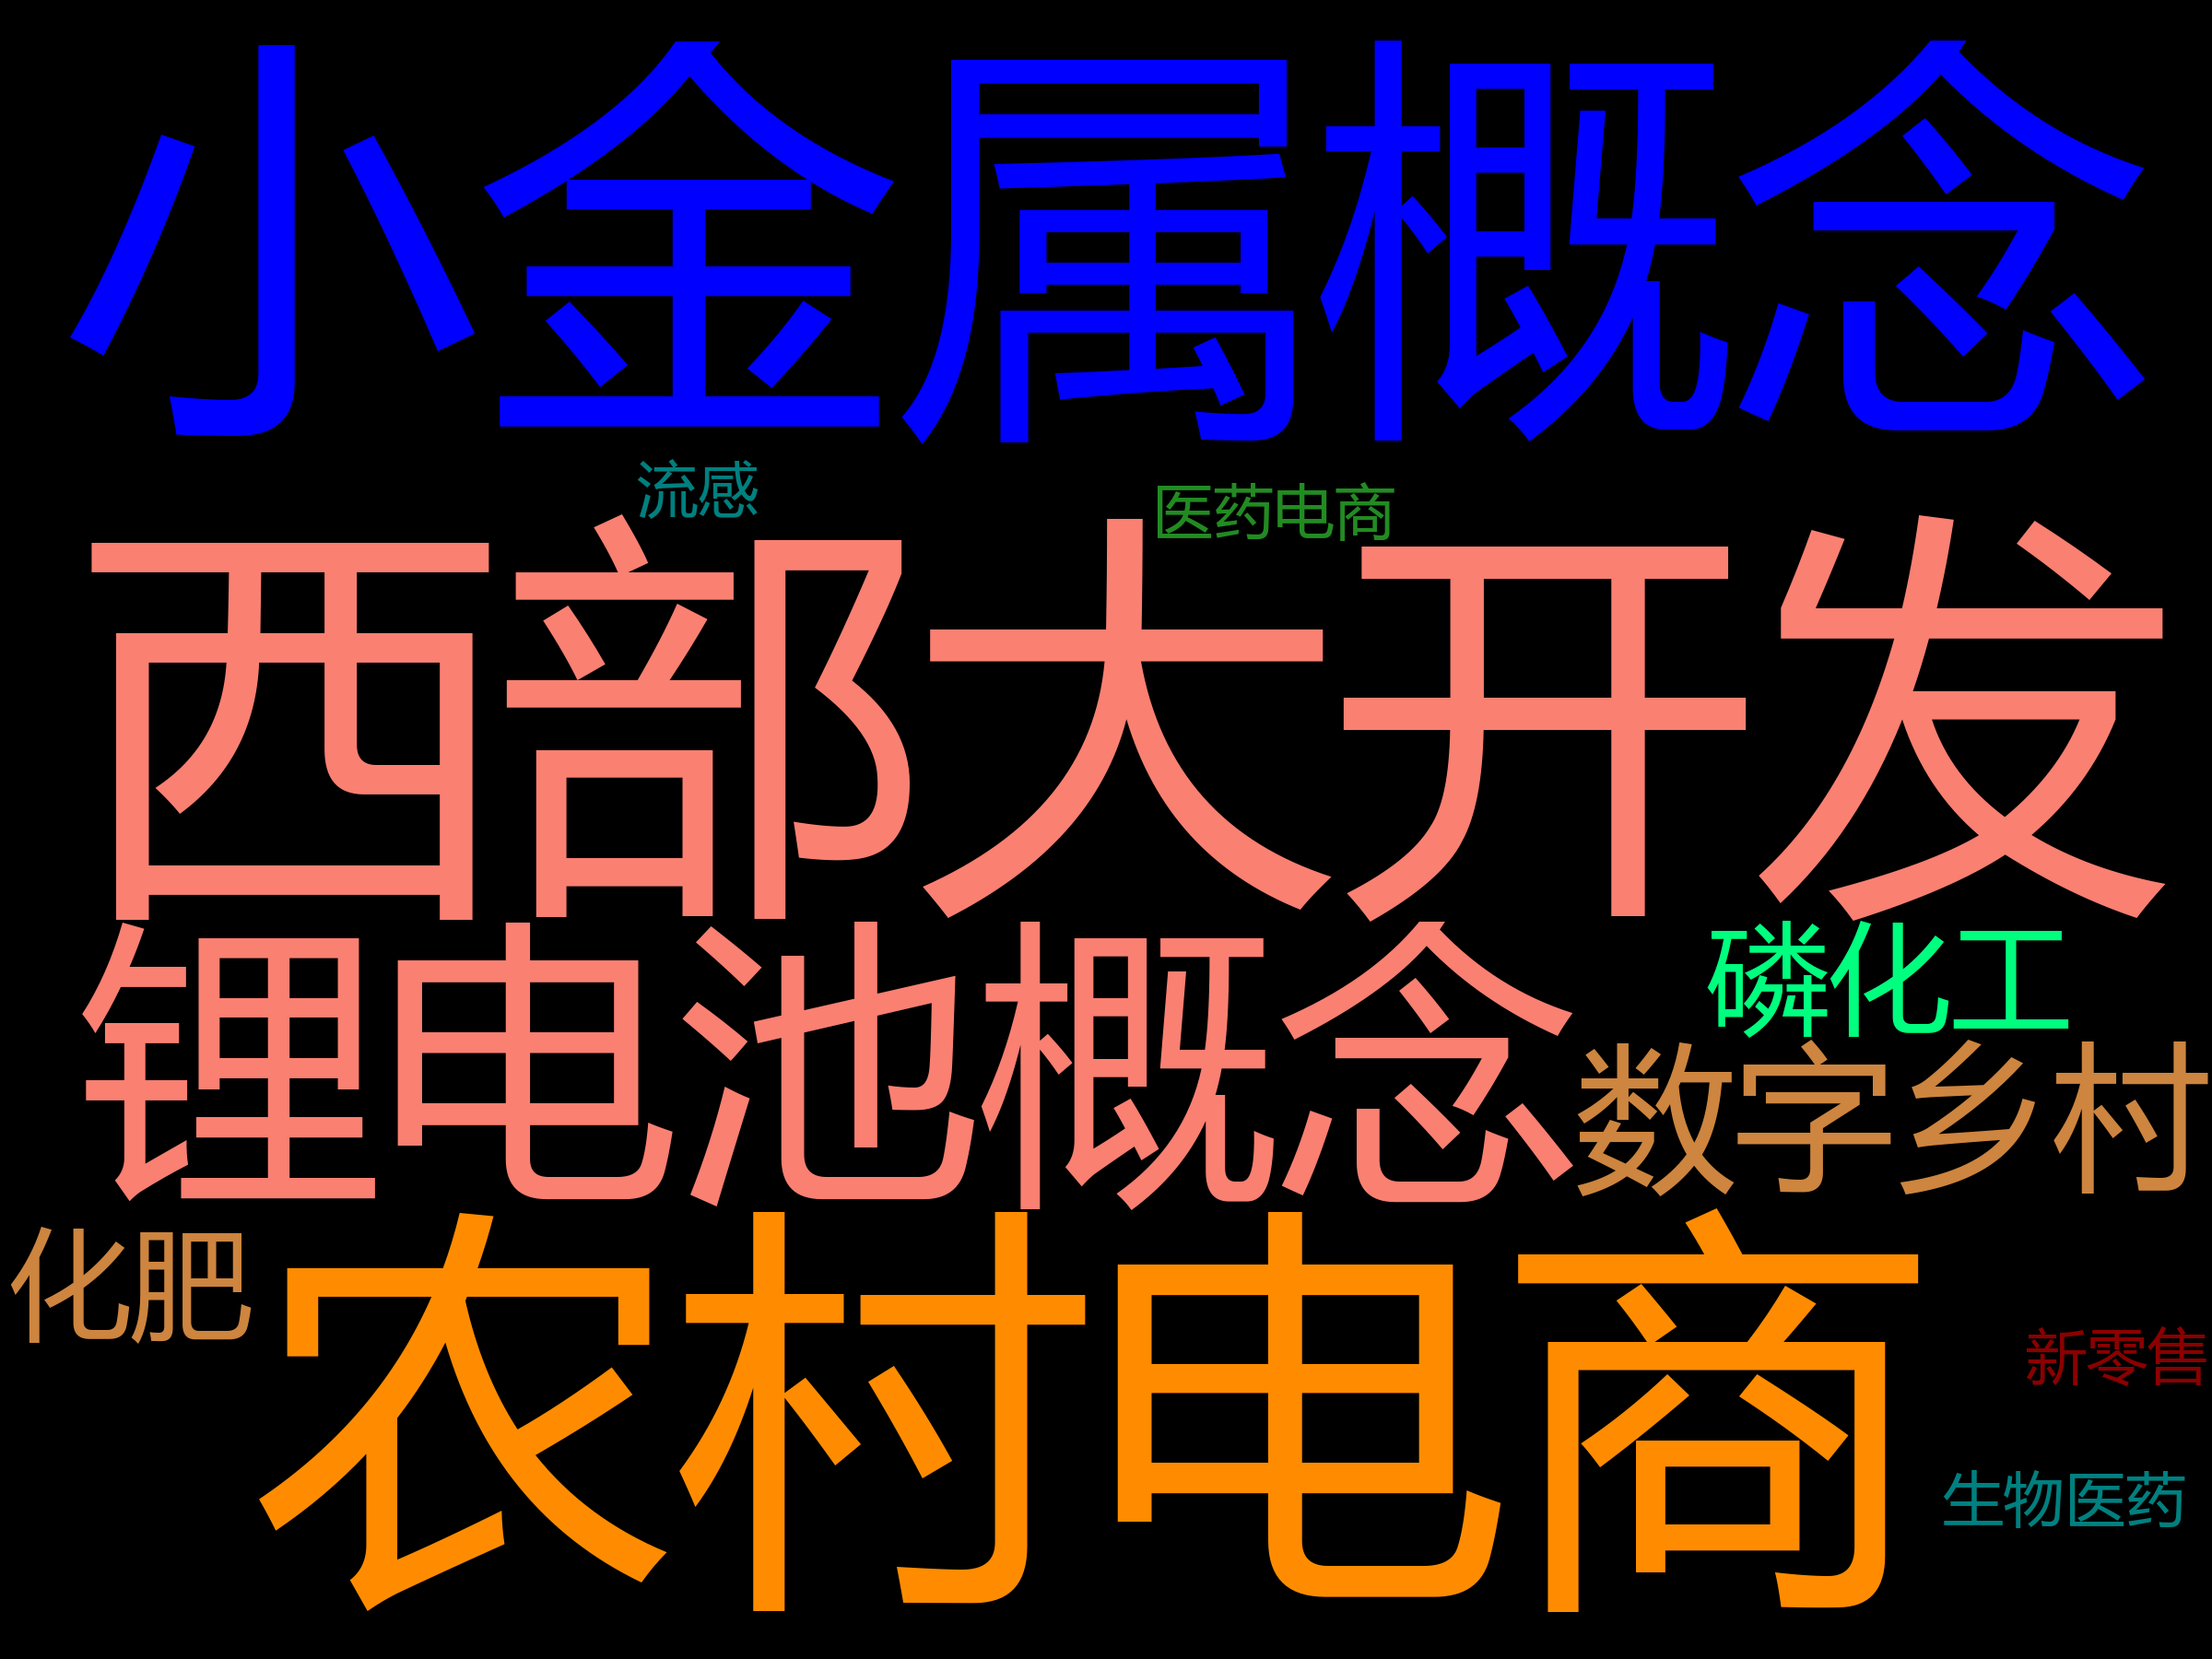 小金属概念
流感
医药电商
西部大开发
锂电池概念
磷化工
数字乡村
化肥
农村电商
新零售
生物医药